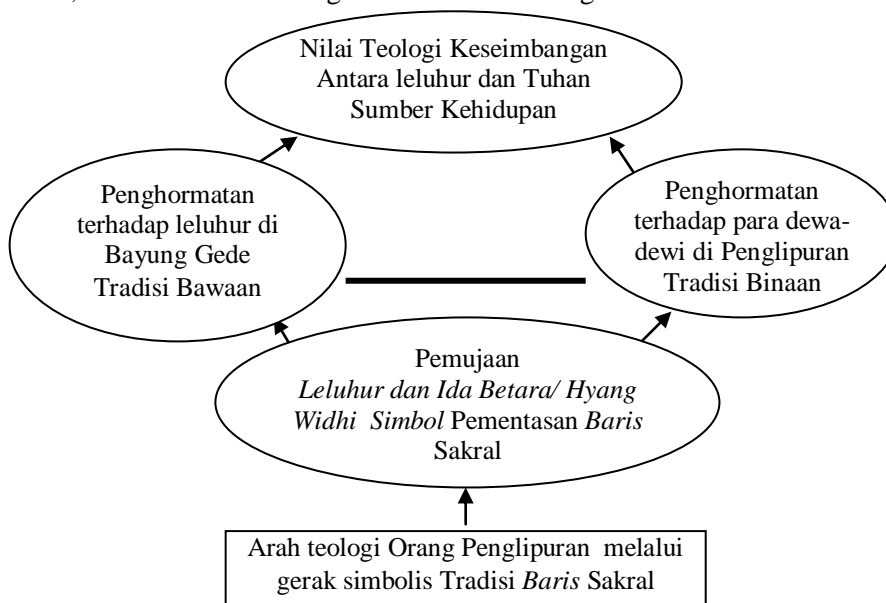 Nilai Teologi Keseimbangan
Antara leluhur dan Tuhan
Sumber Kehidupan
Penghormatan
terhadap leluhur di
Bayung Gede
Tradisi Bawaan
Penghormatan
terhadap para dewa-
dewi di Penglipuran
Tradisi Binaan
Pemujaan
Leluhur dan Ida Betara/ Hyang
Widhi Simbol Pementasan Baris
Sakral
Arah teologi Orang Penglipuran melalui
gerak simbolis Tradisi Baris Sakral